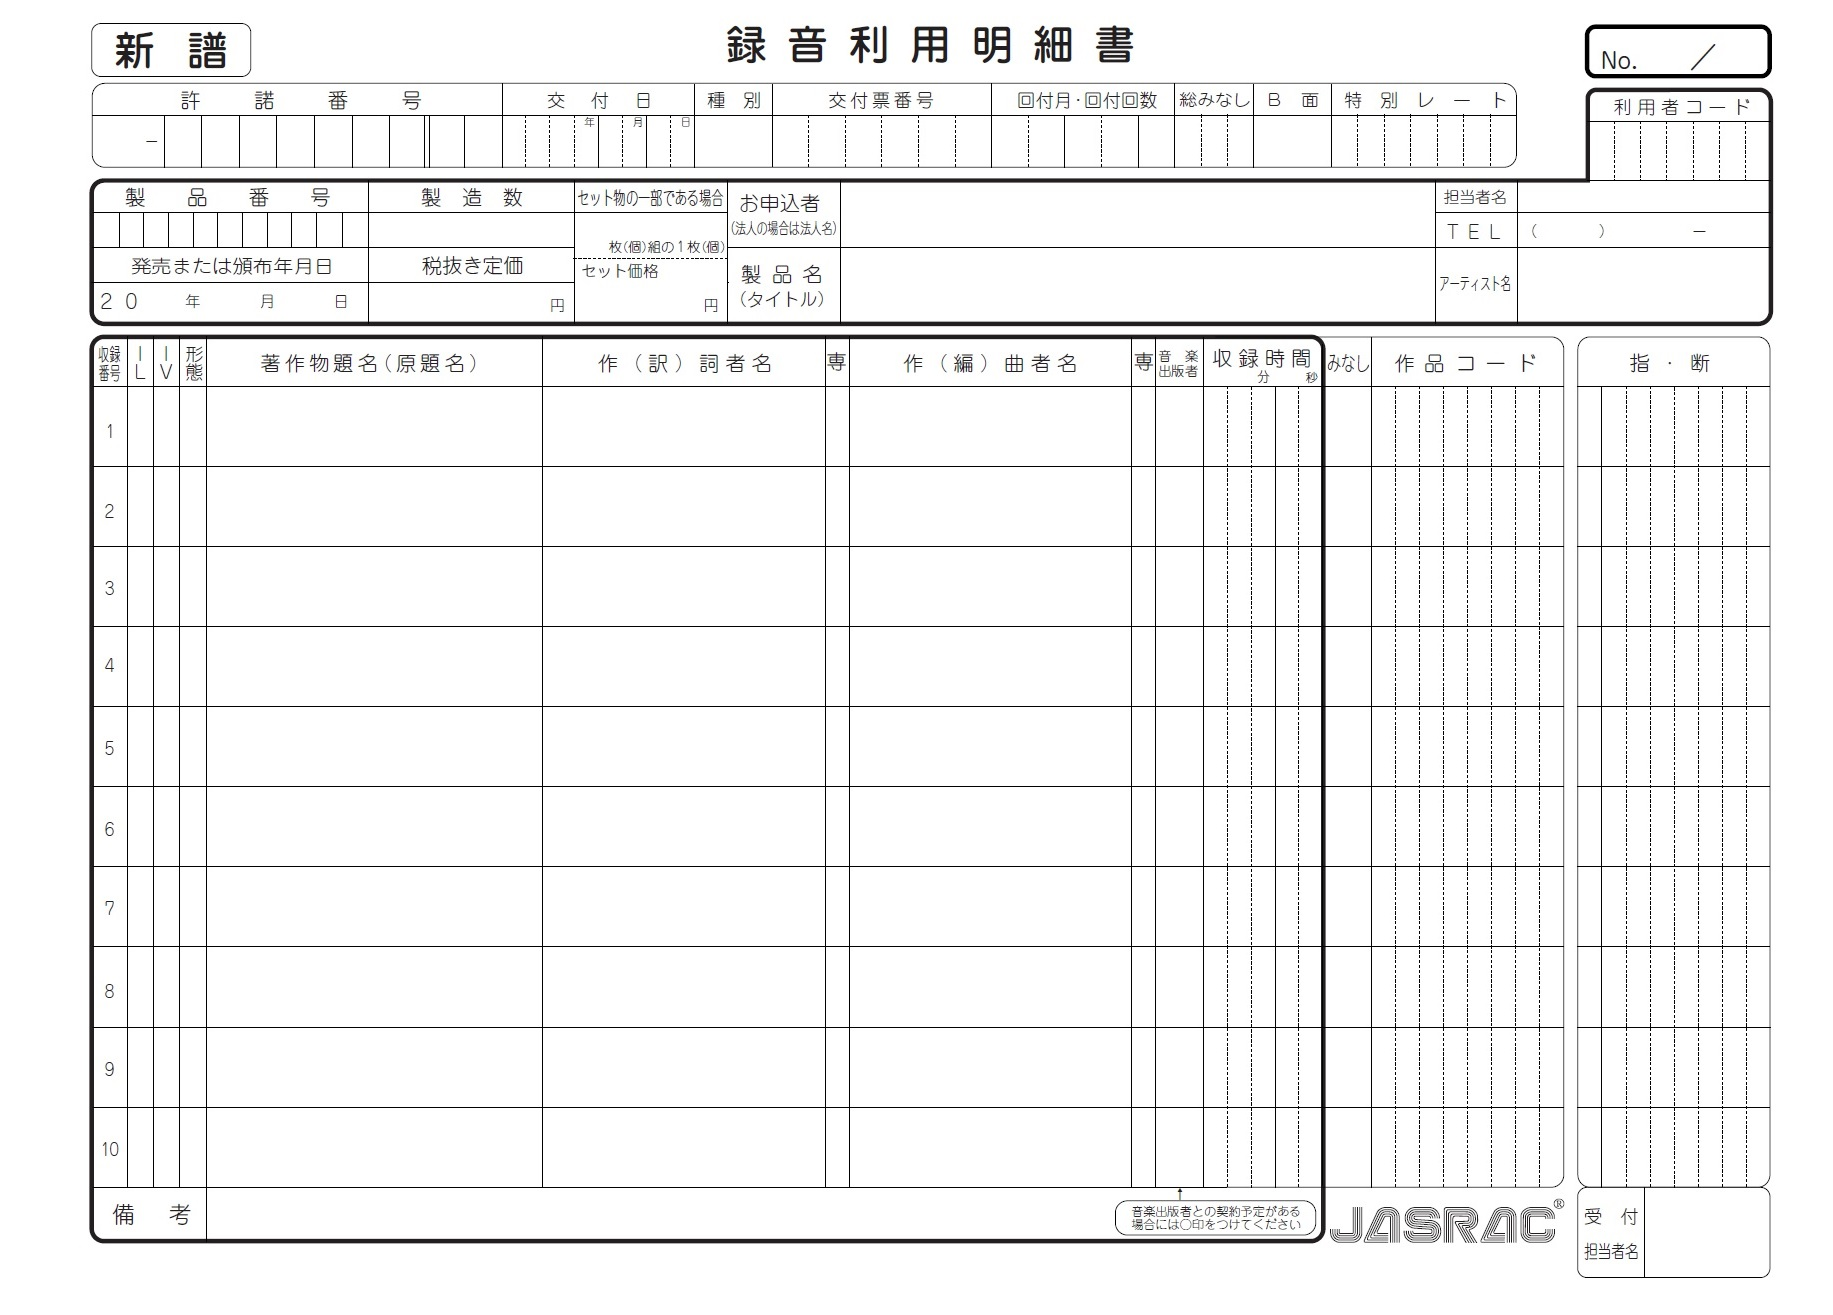 新 譜
録音利用明細書
No. ／
許諾番号 交付日 種別 交付票番号 回付月・回付回数 総みなし B面 特別レート
利用者コード
－ 年 月 日
製品番号 製造数 セット物の一部である場合 お申込者 担当者名
(法人の場合は法人名)
TEL ( ) －
枚(個)組の1枚(個)
発売または頒布年月日 税抜き定価 セット価格 製品名 アーティスト名
(タイトル)
20 年 月 日 円 円
収録番号 IL IV 形態 著作物題名(原題名) 作(訳)詞者名 専 作(編)曲者名 専 音楽出版者 収録時間 分 秒 みなし 作品コード 指・断
1
2
3
4
5
6
7
8
9
10
備考
↑
音楽出版者との契約予定がある
場合には○印をつけてください
JASRAC®
受付
担当者名